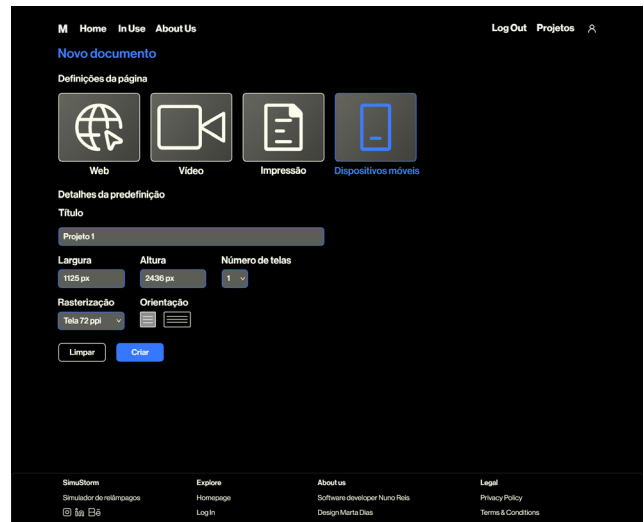 M Home In Use About Us Log Out Projetos
Novo documento
Definições da página
Web Vídeo Impressão Dispositivos móveis
Detalhes da predefinição
Título
Projeto 1
Largura Altura Número de telas
1125 px 2436 px 1
Rasterização Orientação
Tela 72 ppi
Limpar Criar
SimuStorm Explore About us Legal
Simulador de relâmpagos Homepage Software developer Nuno Reis Privacy Policy
in Bē Log In Design Marta Dias Terms & Conditions